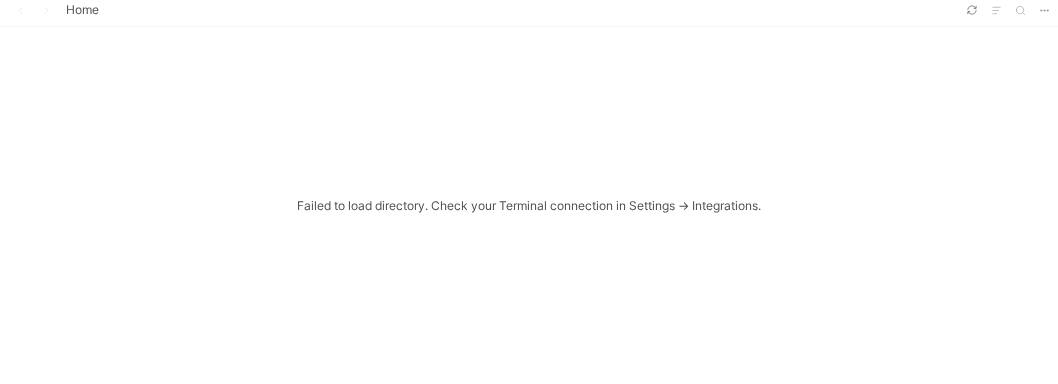 Home
Failed to load directory. Check your Terminal connection in Settings → Integrations.